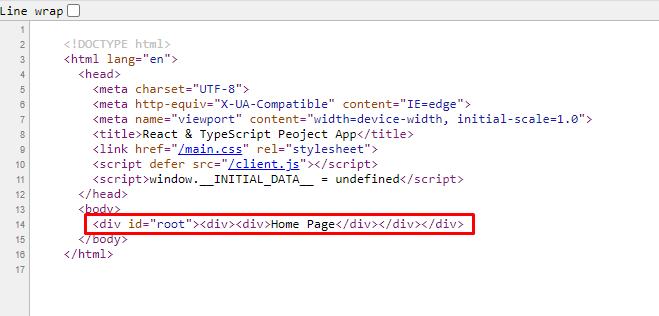 Line wrap
1
2 <!DOCTYPE html>
3 <html lang="en">
4 <head>
5 <meta charset="UTF-8">
6 <meta http-equiv="X-UA-Compatible" content="IE=edge">
7 <meta name="viewport" content="width=device-width, initial-scale=1.0">
8 <title>React & TypeScript Peoject App</title>
9 <link href="/main.css" rel="stylesheet">
10 <script defer src="/client.js"></script>
11 <script>window.__INITIAL_DATA__ = undefined</script>
12 </head>
13 <body>
14 <div id="root"><div><div>Home Page</div></div></div>
15 </body>
16 </html>
17